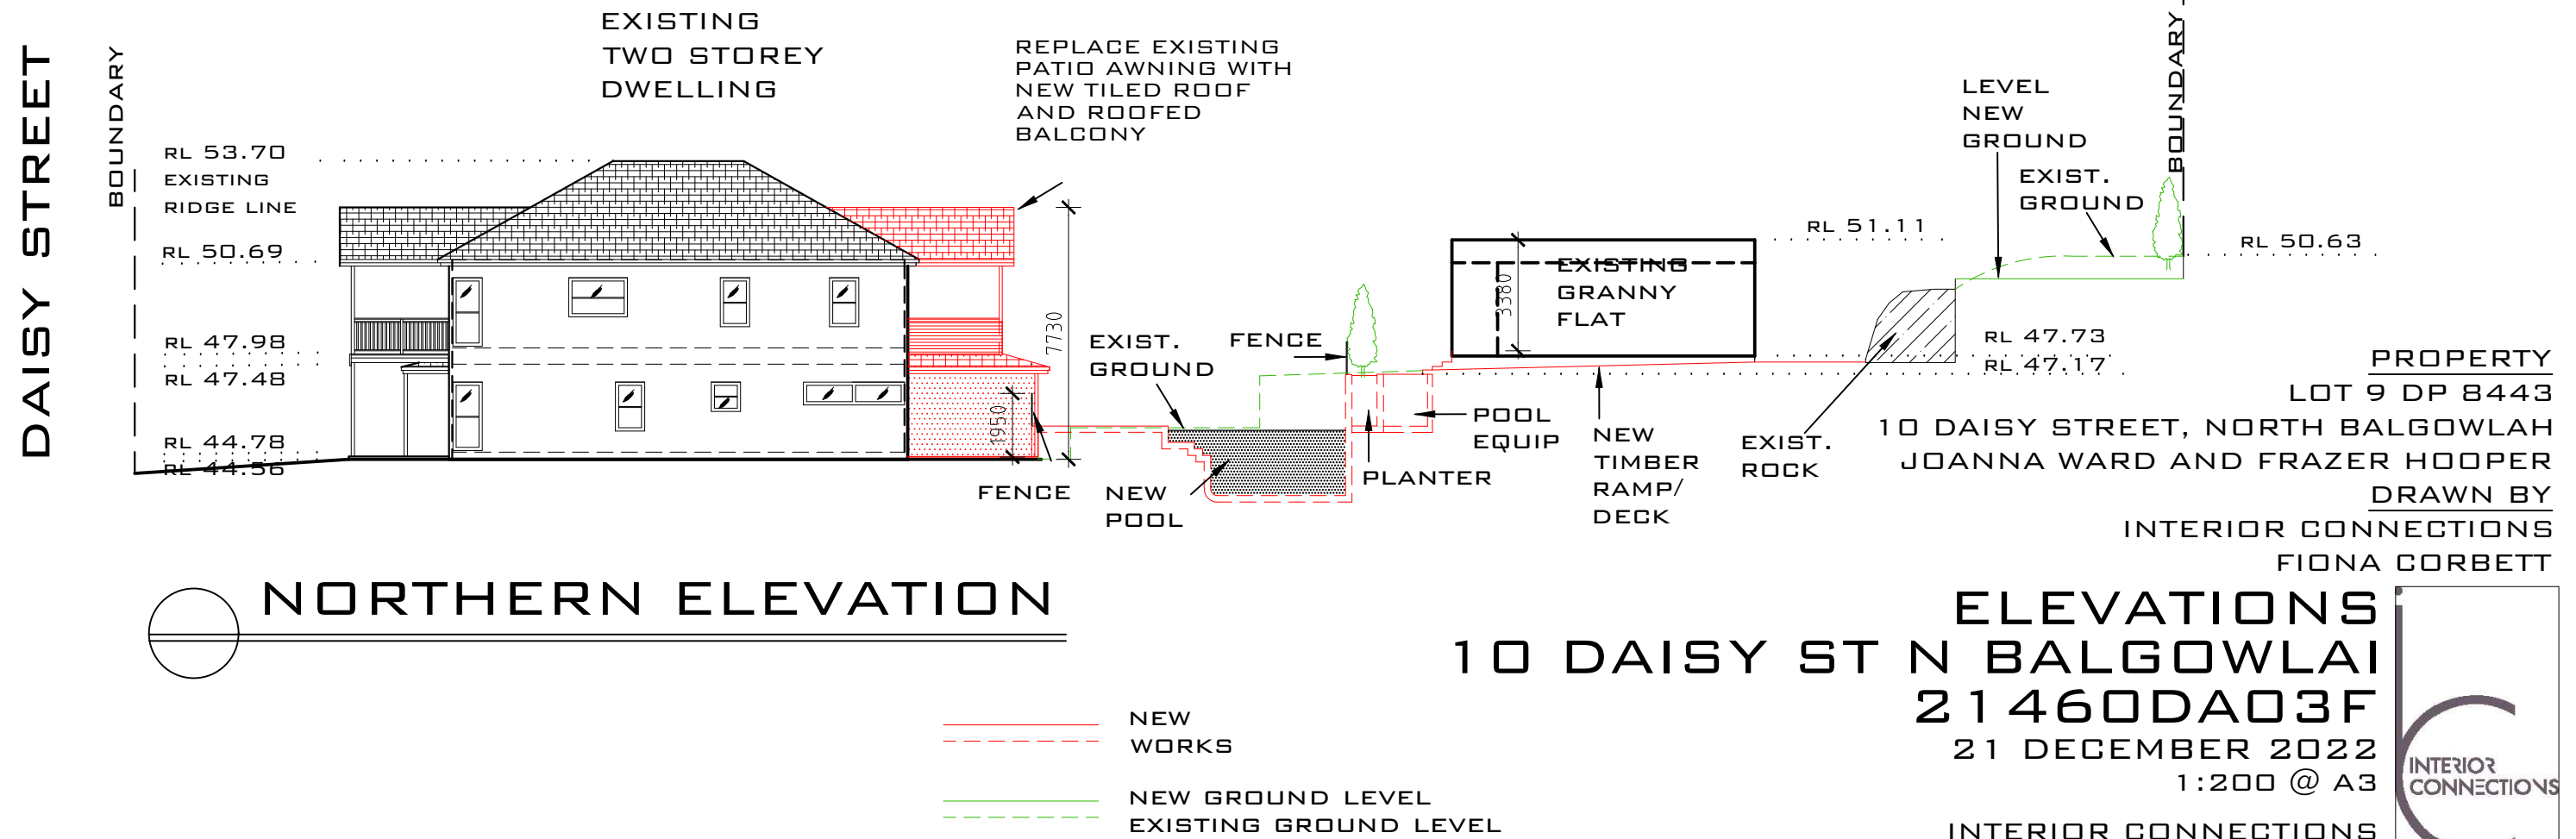 DAISY STREET
BOUNDARY
EXISTING
TWO STOREY
DWELLING
REPLACE EXISTING
PATIO AWNING WITH
NEW TILED ROOF
AND ROOFED
BALCONY
RL 53.70
EXISTING
RIDGE LINE
RL 50.69
RL 47.98
RL 47.48
RL 44.78
RL 44.56
1950
7730
FENCE
EXIST.
GROUND
NEW
POOL
FENCE
PLANTER
POOL
EQUIP
3380
EXISTING
GRANNY
FLAT
NEW
TIMBER
RAMP/
DECK
EXIST.
ROCK
RL 51.11
LEVEL
NEW
GROUND
EXIST.
GROUND
BOUNDARY
RL 50.63
RL 47.73
RL 47.17
PROPERTY
LOT 9 DP 8443
10 DAISY STREET, NORTH BALGOWLAH
JOANNA WARD AND FRAZER HOOPER
DRAWN BY
INTERIOR CONNECTIONS
FIONA CORBETT
NORTHERN ELEVATION
ELEVATIONS
10 DAISY ST N BALGOWLAI
21460DA03F
21 DECEMBER 2022
1:200 @ A3
INTERIOR CONNECTIONS
INTERIOR
CONNECTIONS
NEW
WORKS
NEW GROUND LEVEL
EXISTING GROUND LEVEL